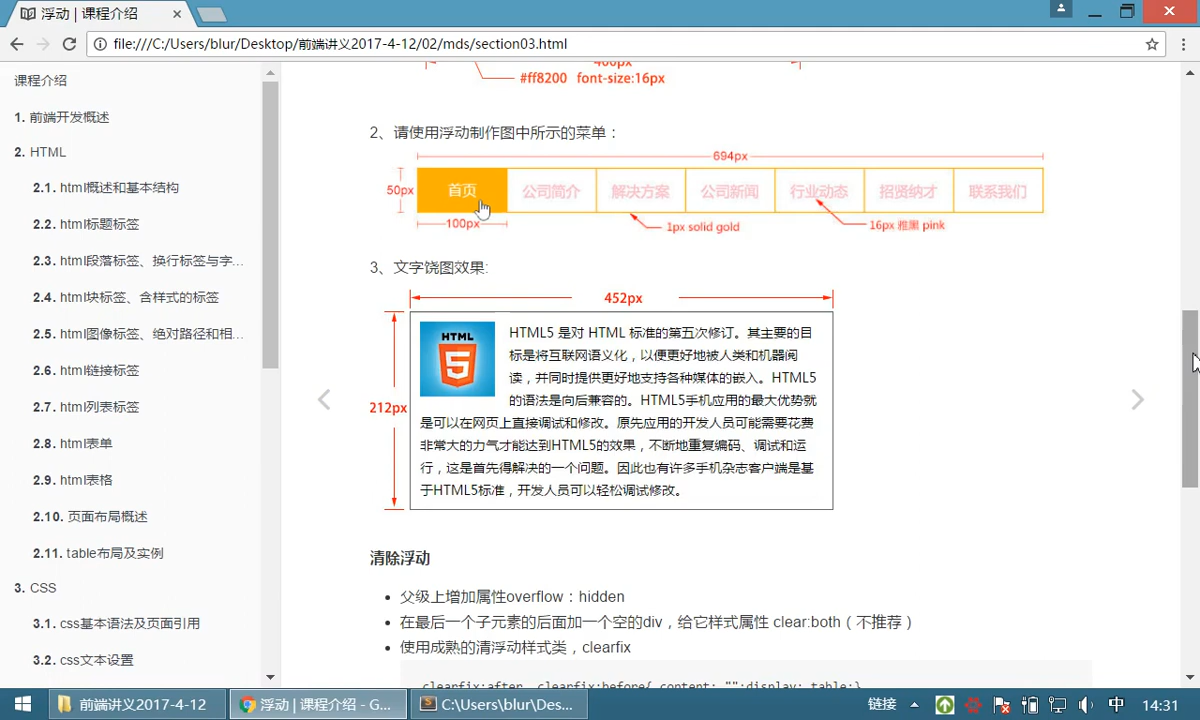 浮动 | 课程介绍
file:///C:/Users/blur/Desktop/前端讲义2017-4-12/02/mds/section03.html
课程介绍
1. 前端开发概述
2. HTML
2.1. html概述和基本结构
2.2. html标题标签
2.3. html段落标签、换行标签与字...
2.4. html块标签、含样式的标签
2.5. html图像标签、绝对路径和相...
2.6. html链接标签
2.7. html列表标签
2.8. html表单
2.9. html表格
2.10. 页面布局概述
2.11. table布局及实例
3. CSS
3.1. css基本语法及页面引用
3.2. css文本设置
400px
#ff8200 font-size:16px
2、请使用浮动制作图中所示的菜单：
694px
50px
首页 公司简介 解决方案 公司新闻 行业动态 招贤纳才 联系我们
100px
1px solid gold
16px 雅黑 pink
3、文字饶图效果:
452px
212px
HTML
5
HTML5 是对 HTML 标准的第五次修订。其主要的目
标是将互联网语义化，以便更好地被人类和机器阅
读，并同时提供更好地支持各种媒体的嵌入。HTML5
的语法是向后兼容的。HTML5手机应用的最大优势就
是可以在网页上直接调试和修改。原先应用的开发人员可能需要花费
非常大的力气才能达到HTML5的效果，不断地重复编码、调试和运
行，这是首先得解决的一个问题。因此也有许多手机杂志客户端是基
于HTML5标准，开发人员可以轻松调试修改。
清除浮动
• 父级上增加属性overflow：hidden
• 在最后一个子元素的后面加一个空的div，给它样式属性 clear:both（不推荐）
• 使用成熟的清浮动样式类，clearfix
.clearfix:after,.clearfix:before{ content: "";display: table;}
前端讲义2017-4-12
浮动 | 课程介绍 - G...
C:\Users\blur\Des...
链接
中
14:31